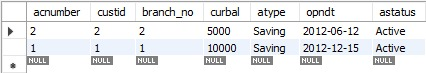 acnumber custid branch_no curbal atype opndt astatus
2 2 2 5000 Saving 2012-06-12 Active
1 1 1 10000 Saving 2012-12-15 Active
NULL NULL NULL NULL NULL NULL NULL